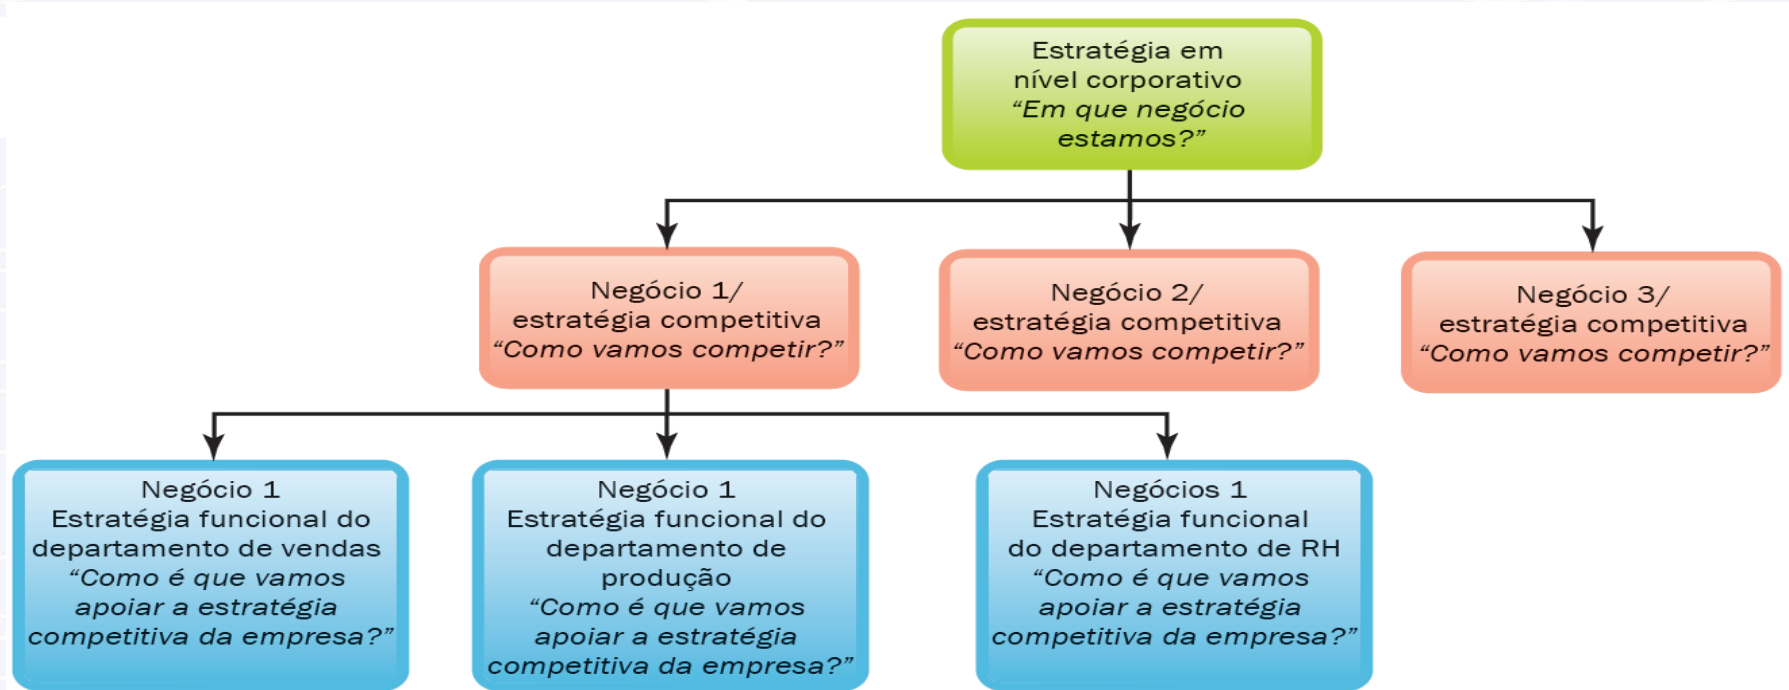 Estratégia em
nível corporativo
“Em que negócio
estamos?”
Negócio 1/
estratégia competitiva
“Como vamos competir?”
Negócio 2/
estratégia competitiva
“Como vamos competir?”
Negócio 3/
estratégia competitiva
“Como vamos competir?”
Negócio 1
Estratégia funcional do
departamento de vendas
“Como é que vamos
apoiar a estratégia
competitiva da empresa?”
Negócio 1
Estratégia funcional do
departamento de
produção
“Como é que vamos
apoiar a estratégia
competitiva da empresa?”
Negócios 1
Estratégia funcional
do departamento de RH
“Como é que vamos
apoiar a estratégia
competitiva da empresa?”